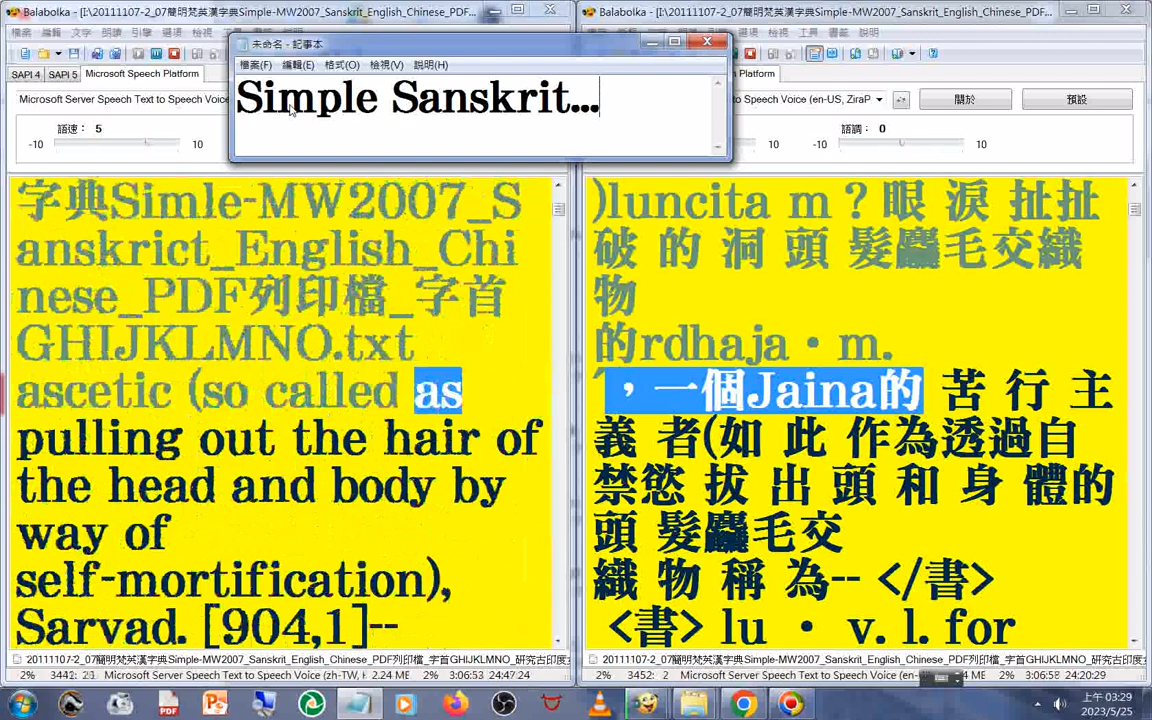 Balabolka - [I:\20111107-2_07簡明梵英漢字典Simple-MW2007_Sanskrit_English_Chinese_PDF...
Balabolka - [I:\20111107-2_07簡明梵英漢字典Simple-MW2007_Sanskrit_English_Chinese_PDF...
未命名 - 記事本
檔案(F) 編輯(E) 格式(O) 檢視(V) 說明(H)
Simple Sanskrit...
SAPI 4 SAPI 5 Microsoft Speech Platform
Platform
Microsoft Server Speech Text to Speech Voice
to Speech Voice (en-US, ZiraP
關於
預設
語速： 5
-10 10
語調： 0
10 -10 10
字典Simle-MW2007_S
anskrict_English_Chi
nese_PDF列印檔_字首
GHIJKLMNO.txt
ascetic (so called as
pulling out the hair of
the head and body by
way of
self-mortification),
Sarvad. [904,1]--
)luncita m ? 眼 淚 扯扯
破 的 洞 頭 髮麤毛交織
物
的rdhaja · m.
，一個Jaina的 苦 行 主
義 者(如 此 作為透過自
禁慾 拔 出 頭 和 身 體的
頭 髮麤毛交
織 物 稱 為-- </書>
<書> lu · v. l. for
20111107-2_07簡明梵英漢字典Simple-MW2007_Sanskrit_English_Chinese_PDF列印檔_字首GHIJKLMNO_研究古印度
20111107-2_07簡明梵英漢字典Simple-MW2007_Sanskrit_English_Chinese_PDF列印檔_字首GHIJKLMNO_研究古印度
2% 3442: Microsoft Server Speech Text to Speech Voice (zh-TW, 2.24 MB 2% 3:06:53 24:47:24
2% 3452: 2 Microsoft Server Speech Text to Speech Voice 2% 3:06:58 24:20:29
上午 03:29
2023/5/25